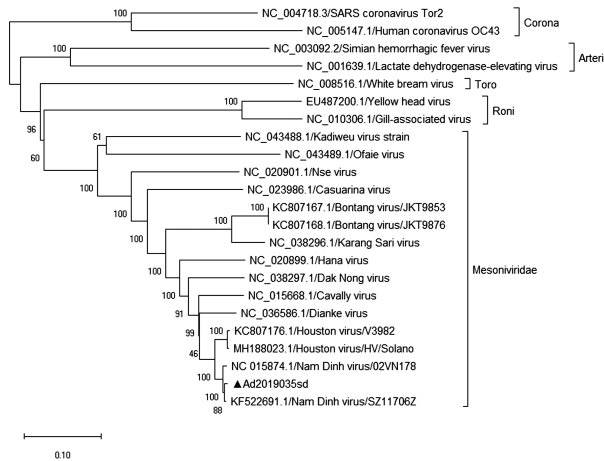 100
NC_004718.3/SARS coronavirus Tor2
NC_005147.1/Human coronavirus OC43
Corona
100
NC_003092.2/Simian hemorrhagic fever virus
NC_001639.1/Lactate dehydrogenase-elevating virus
Arteri
NC_008516.1/White bream virus
Toro
96
100
EU487200.1/Yellow head virus
NC_010306.1/Gill-associated virus
Roni
60
61
NC_043488.1/Kadiweu virus strain
NC_043489.1/Ofaie virus
100
NC_020901.1/Nse virus
100
NC_023986.1/Casuarina virus
100
100
KC807167.1/Bontang virus/JKT9853
KC807168.1/Bontang virus/JKT9876
100
NC_038296.1/Karang Sari virus
100
NC_020899.1/Hana virus
100
NC_038297.1/Dak Nong virus
91
NC_015668.1/Cavally virus
99
NC_036586.1/Dianke virus
46
100
KC807176.1/Houston virus/V3982
MH188023.1/Houston virus/HV/Solano
100
NC 015874.1/Nam Dinh virus/02VN178
100
▲Ad2019035sd
88
KF522691.1/Nam Dinh virus/SZ11706Z
Mesoniviridae
0.10